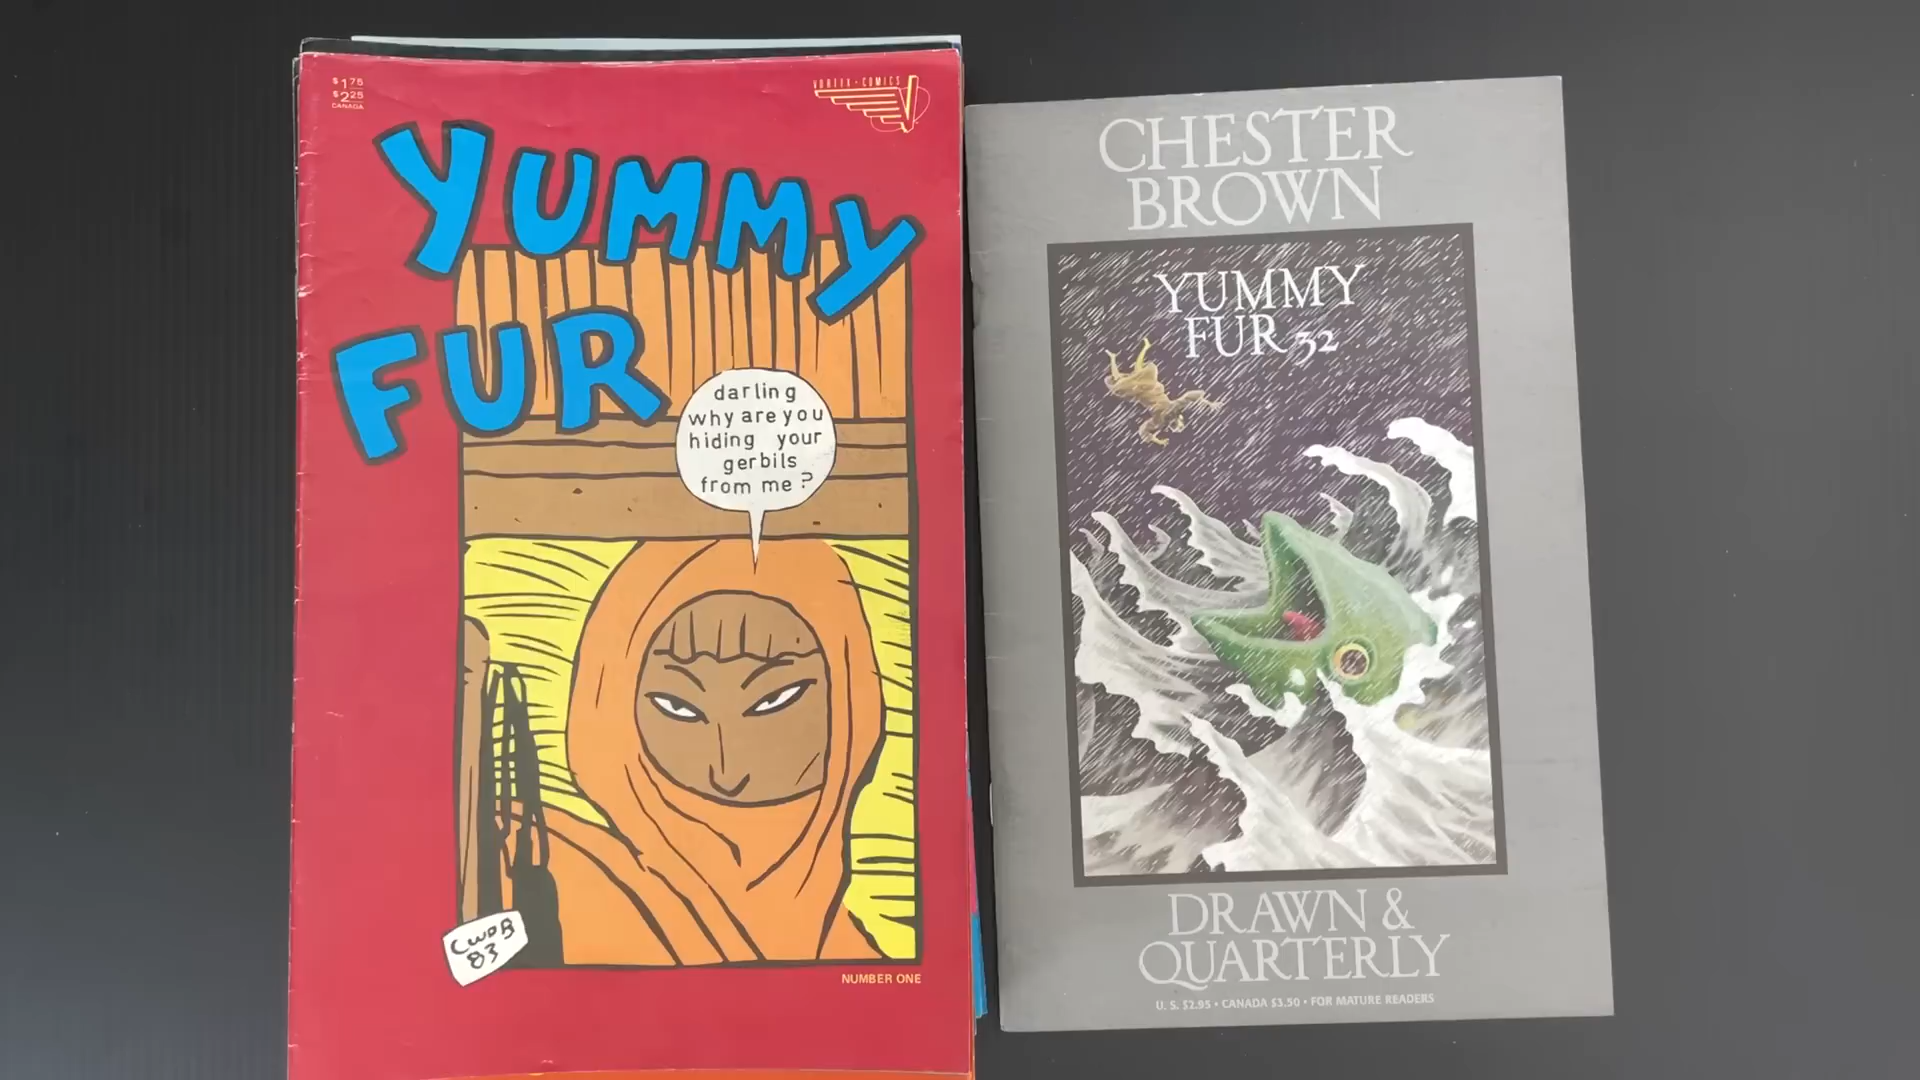 $1.75
$2.25
CANADA
VORTEX · COMICS
YUMMY
FUR
darling
why are you
hiding your
gerbils
from me?
CWDB
83
NUMBER ONE
CHESTER
BROWN
YUMMY
FUR 32
DRAWN &
QUARTERLY
U. S. $2.95 • CANADA $3.50 • FOR MATURE READERS